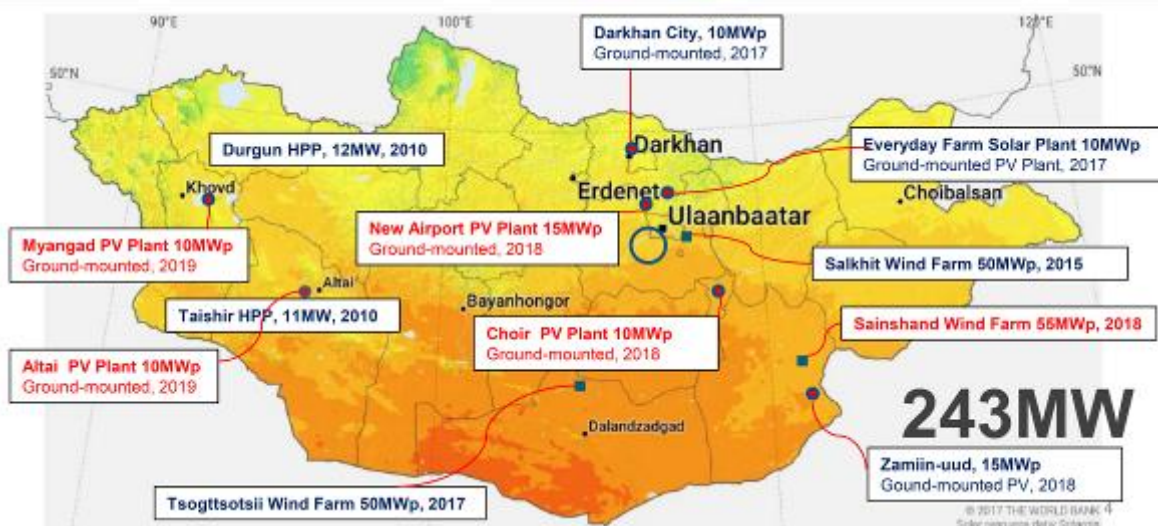 90°E
100°E
120°E
50°N
50°N
Darkhan City, 10MWp
Ground-mounted, 2017
Durgun HPP, 12MW, 2010
Darkhan
Everyday Farm Solar Plant 10MWp
Ground-mounted PV Plant, 2017
Khovd
Erdenet
Choibalsan
New Airport PV Plant 15MWp
Ground-mounted, 2018
Ulaanbaatar
Myangad PV Plant 10MWp
Ground-mounted, 2019
Salkhit Wind Farm 50MWp, 2015
Altai
Bayanhongor
Taishir HPP, 11MW, 2010
Choir PV Plant 10MWp
Ground-mounted, 2018
Sainshand Wind Farm 55MWp, 2018
Altai PV Plant 10MWp
Ground-mounted, 2019
243MW
Dalandzadgad
Zamiin-uud, 15MWp
Gound-mounted PV, 2018
Tsogttsotsii Wind Farm 50MWp, 2017
© 2017 THE WORLD BANK 4